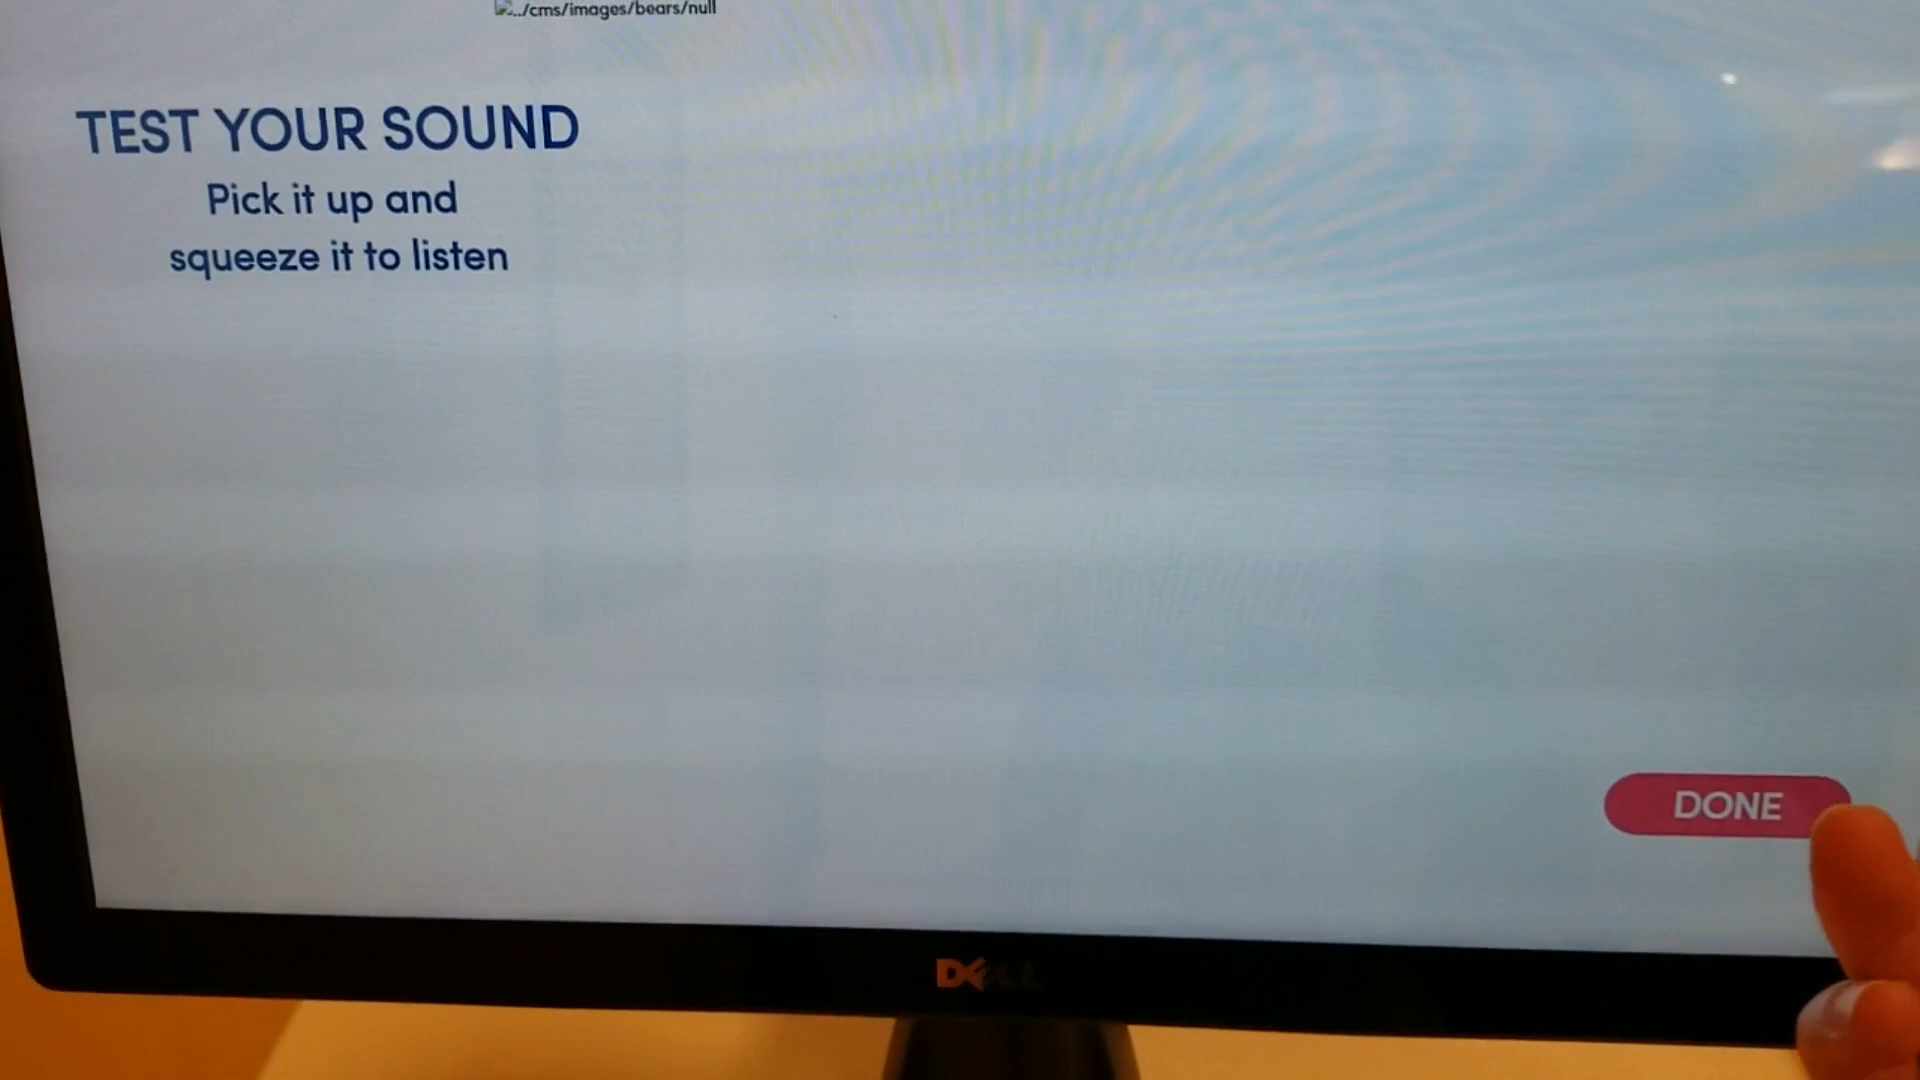 ../cms/images/bears/null
TEST YOUR SOUND
Pick it up and
squeeze it to listen
DONE
DELL